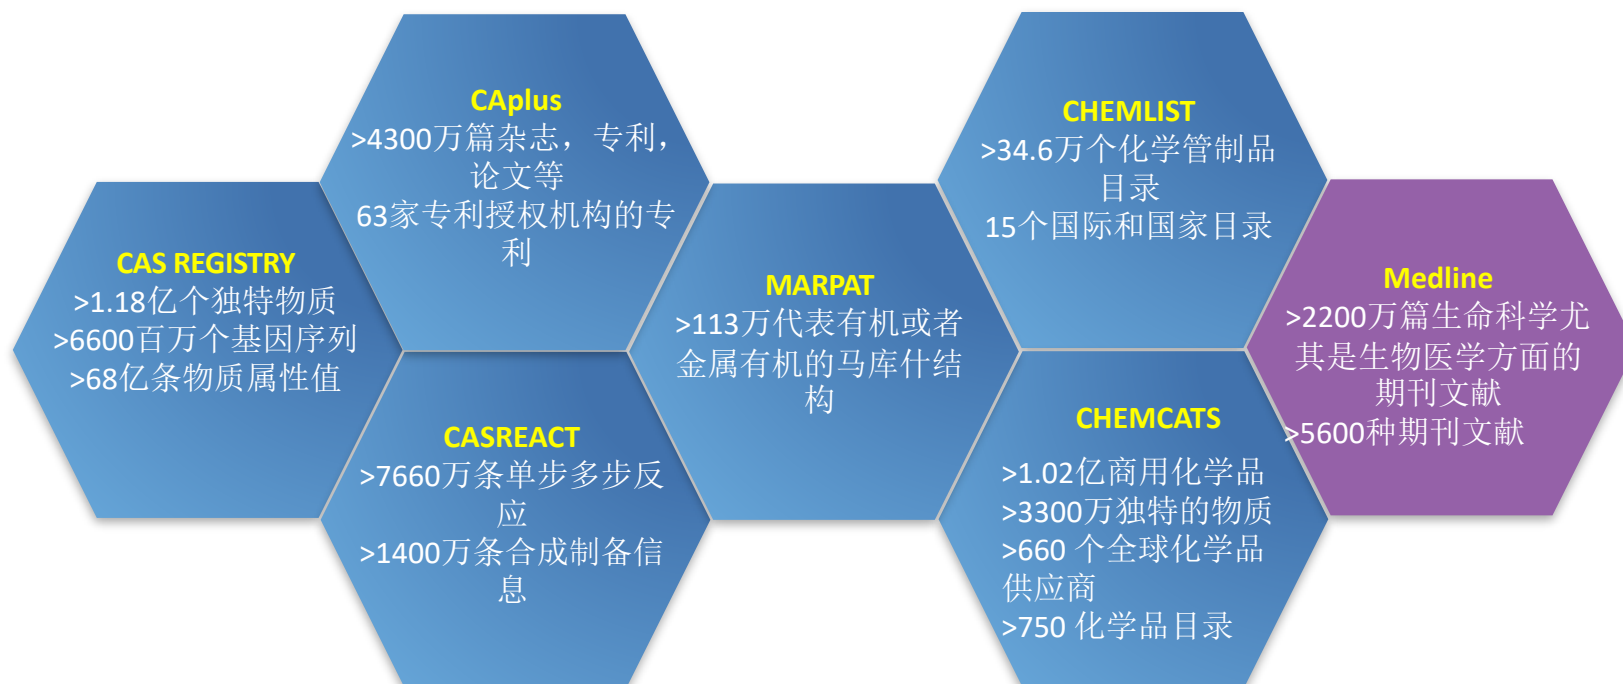 CAS REGISTRY
>1.18亿个独特物质
>6600百万个基因序列
>68亿条物质属性值
CAplus
>4300万篇杂志，专利，
论文等
63家专利授权机构的专
利
CASREACT
>7660万条单步多步反
应
>1400万条合成制备信
息
MARPAT
>113万代表有机或者
金属有机的马库什结
构
CHEMLIST
>34.6万个化学管制品
目录
15个国际和国家目录
CHEMCATS
>1.02亿商用化学品
>3300万独特的物质
>660 个全球化学品
供应商
>750 化学品目录
Medline
>2200万篇生命科学尤
其是生物医学方面的
期刊文献
>5600种期刊文献